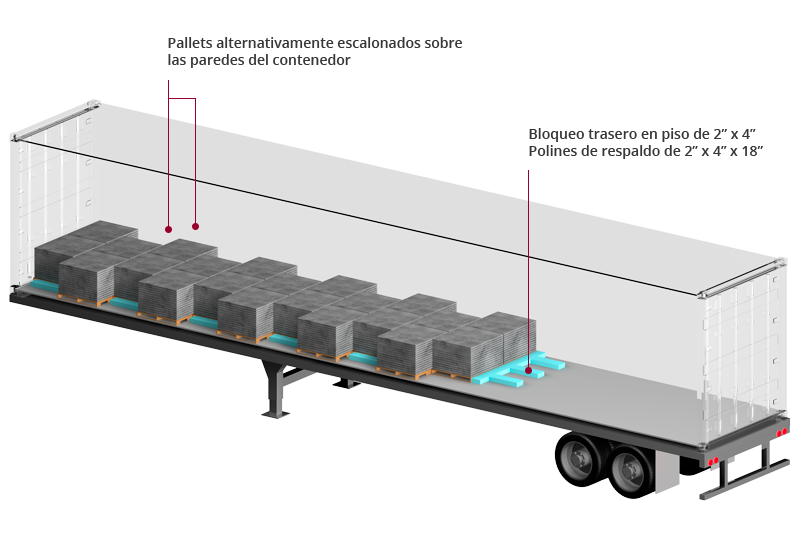 Pallets alternativamente escalonados sobre
las paredes del contenedor
Bloqueo trasero en piso de 2” x 4”
Polines de respaldo de 2” x 4” x 18”